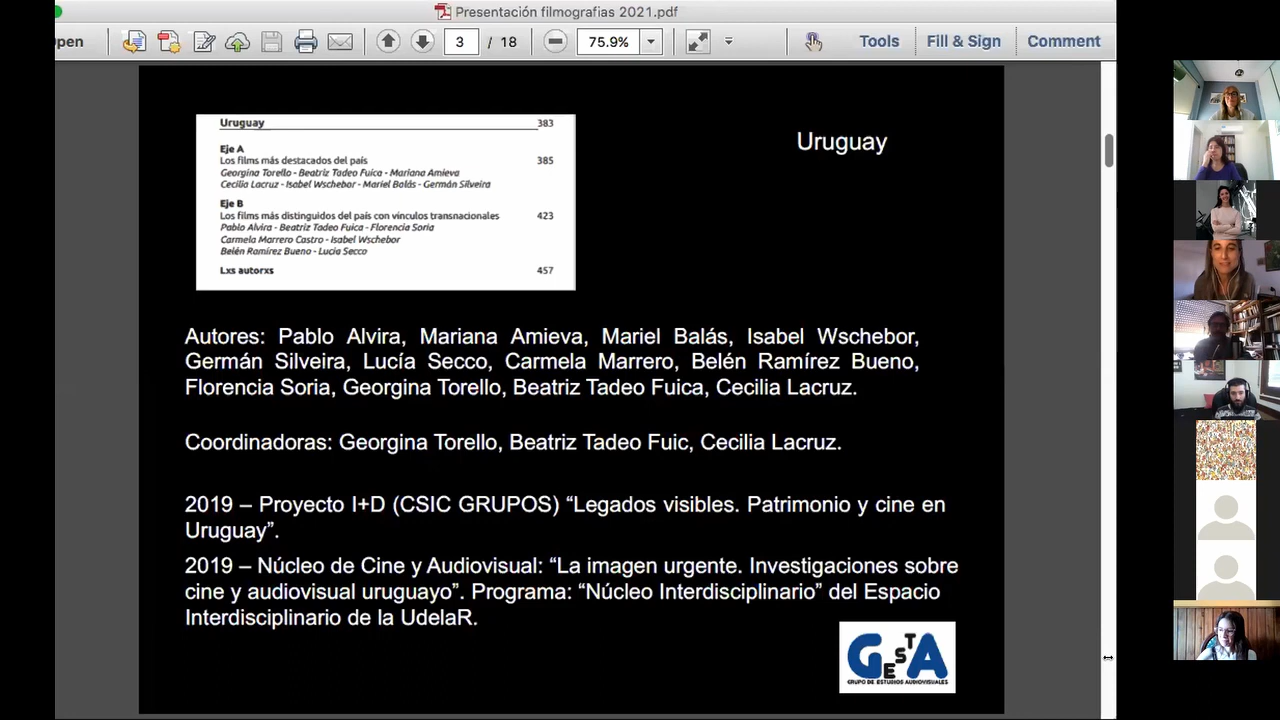 Presentación filmografias 2021.pdf
pen
3 / 18
75.9%
Tools
Fill & Sign
Comment
Uruguay 383
Eje A
Los films más destacados del país 385
Georgina Torello - Beatriz Tadeo Fuica - Mariana Amieva
Cecilia Lacruz - Isabel Wschebor - Mariel Balás - Germán Silveira
Eje B
Los films más distinguidos del país con vínculos transnacionales 423
Pablo Alvira - Beatriz Tadeo Fuica - Florencia Soria
Carmela Marrero Castro - Isabel Wschebor
Belén Ramírez Bueno - Lucía Secco
Lxs autorxs 457
Uruguay
Autores: Pablo Alvira, Mariana Amieva, Mariel Balás, Isabel Wschebor,
Germán Silveira, Lucía Secco, Carmela Marrero, Belén Ramírez Bueno,
Florencia Soria, Georgina Torello, Beatriz Tadeo Fuica, Cecilia Lacruz.
Coordinadoras: Georgina Torello, Beatriz Tadeo Fuic, Cecilia Lacruz.
2019 – Proyecto I+D (CSIC GRUPOS) “Legados visibles. Patrimonio y cine en
Uruguay”.
2019 – Núcleo de Cine y Audiovisual: “La imagen urgente. Investigaciones sobre
cine y audiovisual uruguayo”. Programa: “Núcleo Interdisciplinario” del Espacio
Interdisciplinario de la UdelaR.
GEsTA
GRUPO DE ESTUDIOS AUDIOVISUALES